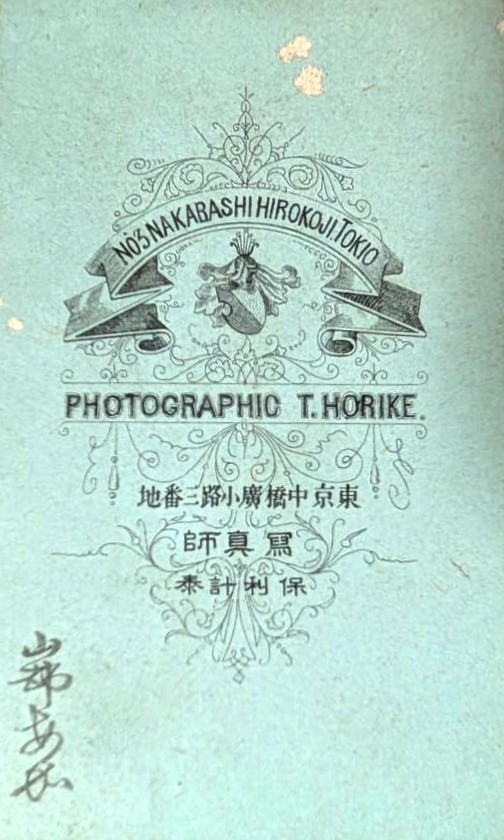 Nº3 NAKABASHI HIROKOJI.TOKIO
PHOTOGRAPHIC T. HORIKE.
東京中橋廣小路三番地
寫真師
保利計泰